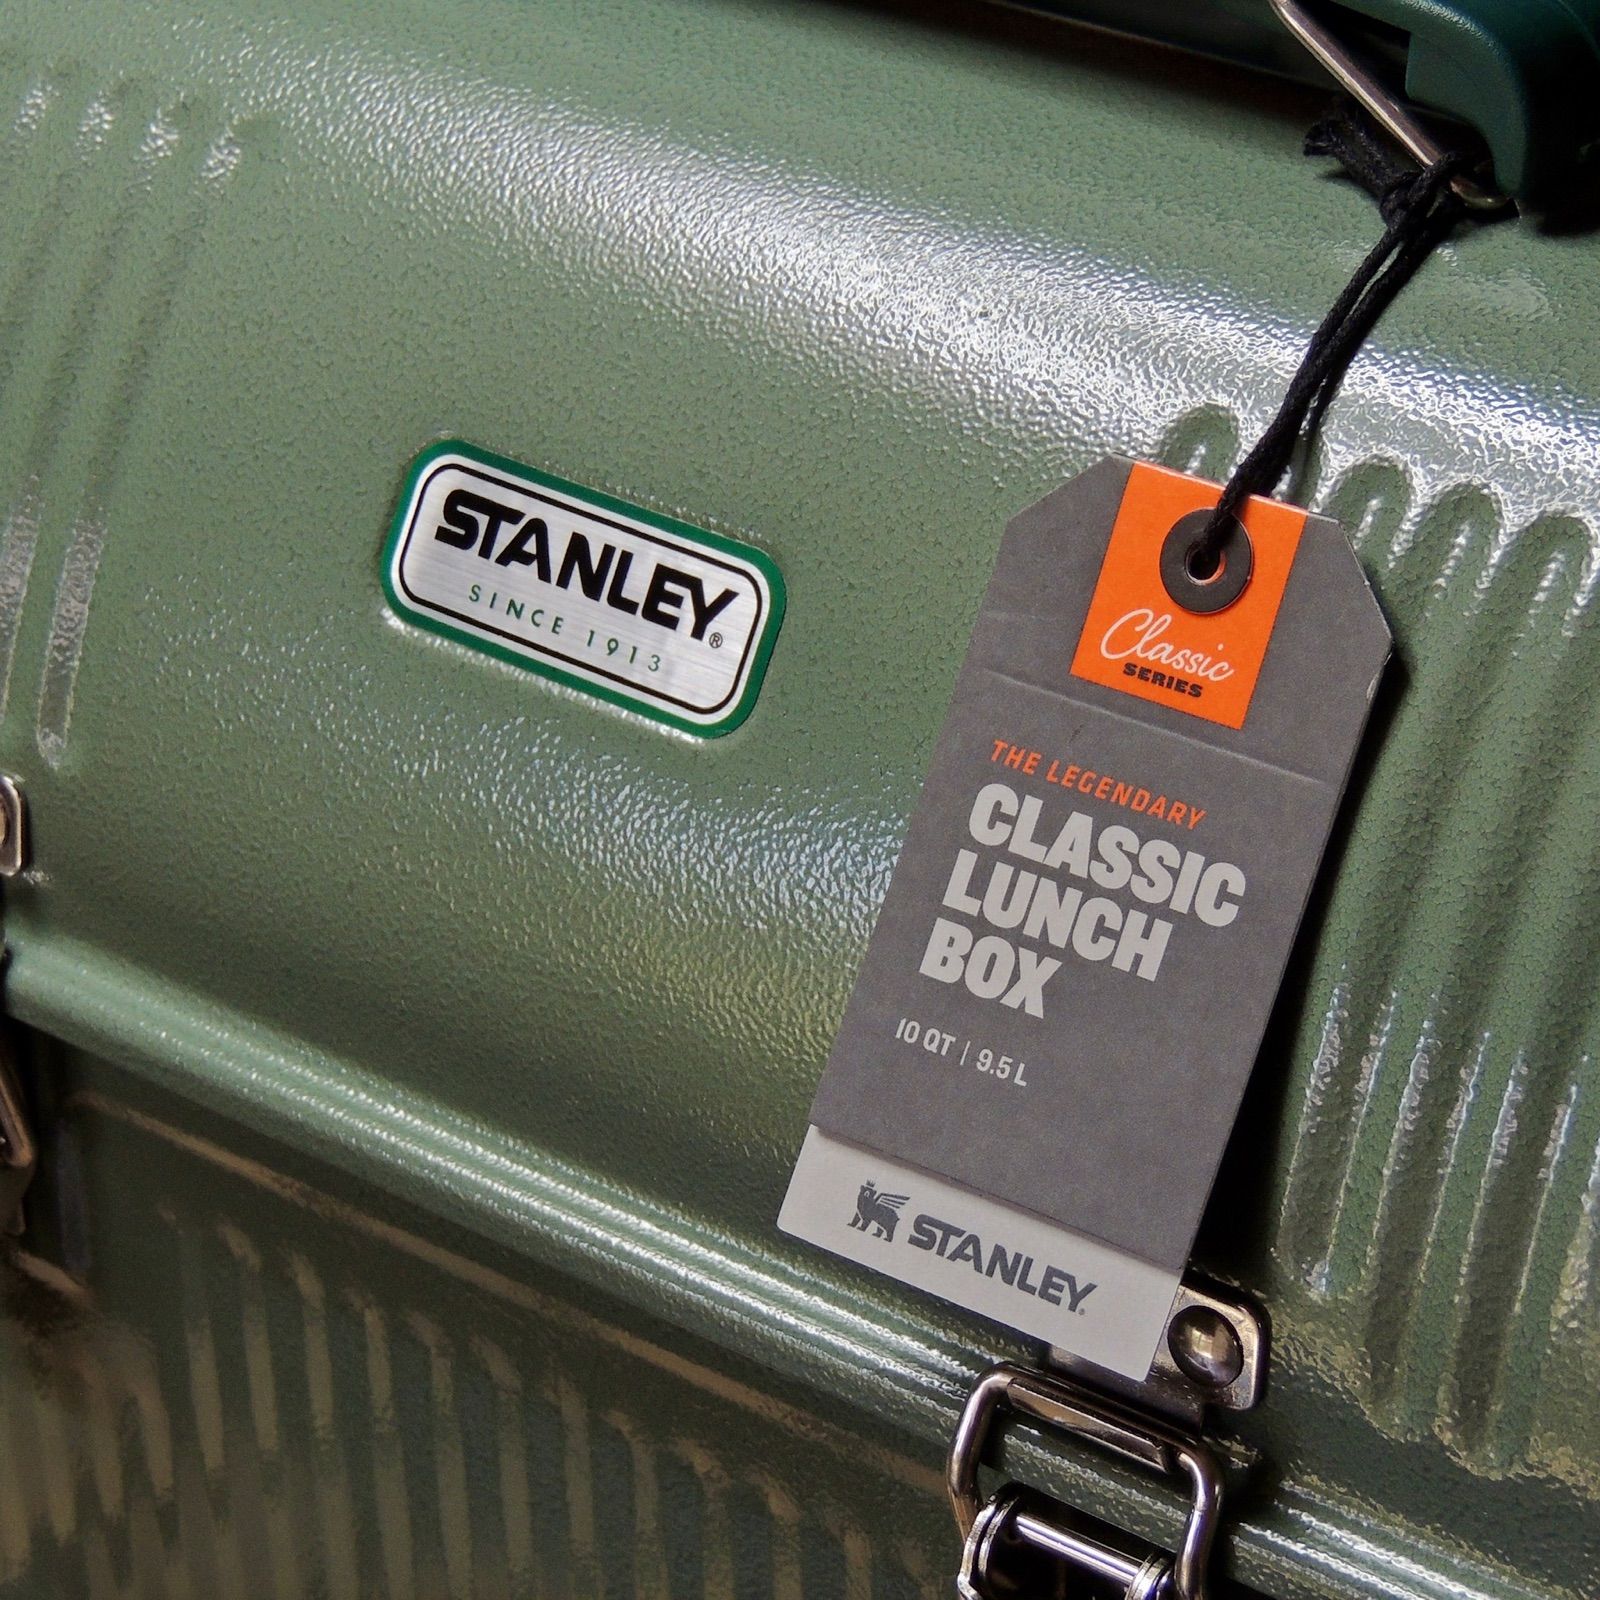 STANLEY®
SINCE 1913
Classic
SERIES
THE LEGENDARY
CLASSIC
LUNCH
BOX
10 QT | 9.5 L
STANLEY